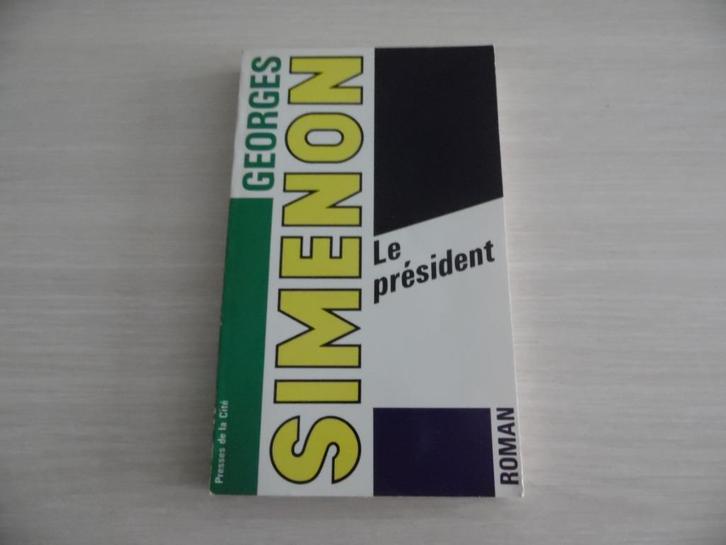 GEORGES
SIMENON
Le
président
Presses de la Cité
ROMAN